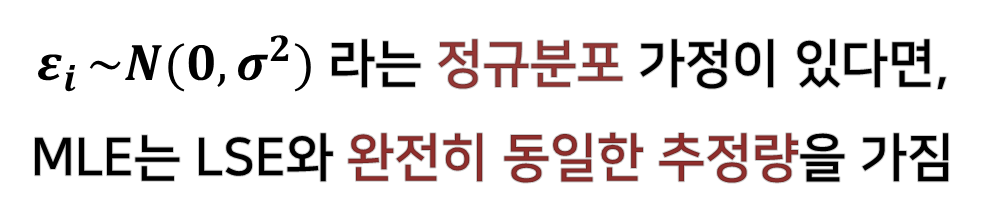 εᵢ ~N(0, σ²) 라는 정규분포 가정이 있다면,
MLE는 LSE와 완전히 동일한 추정량을 가짐